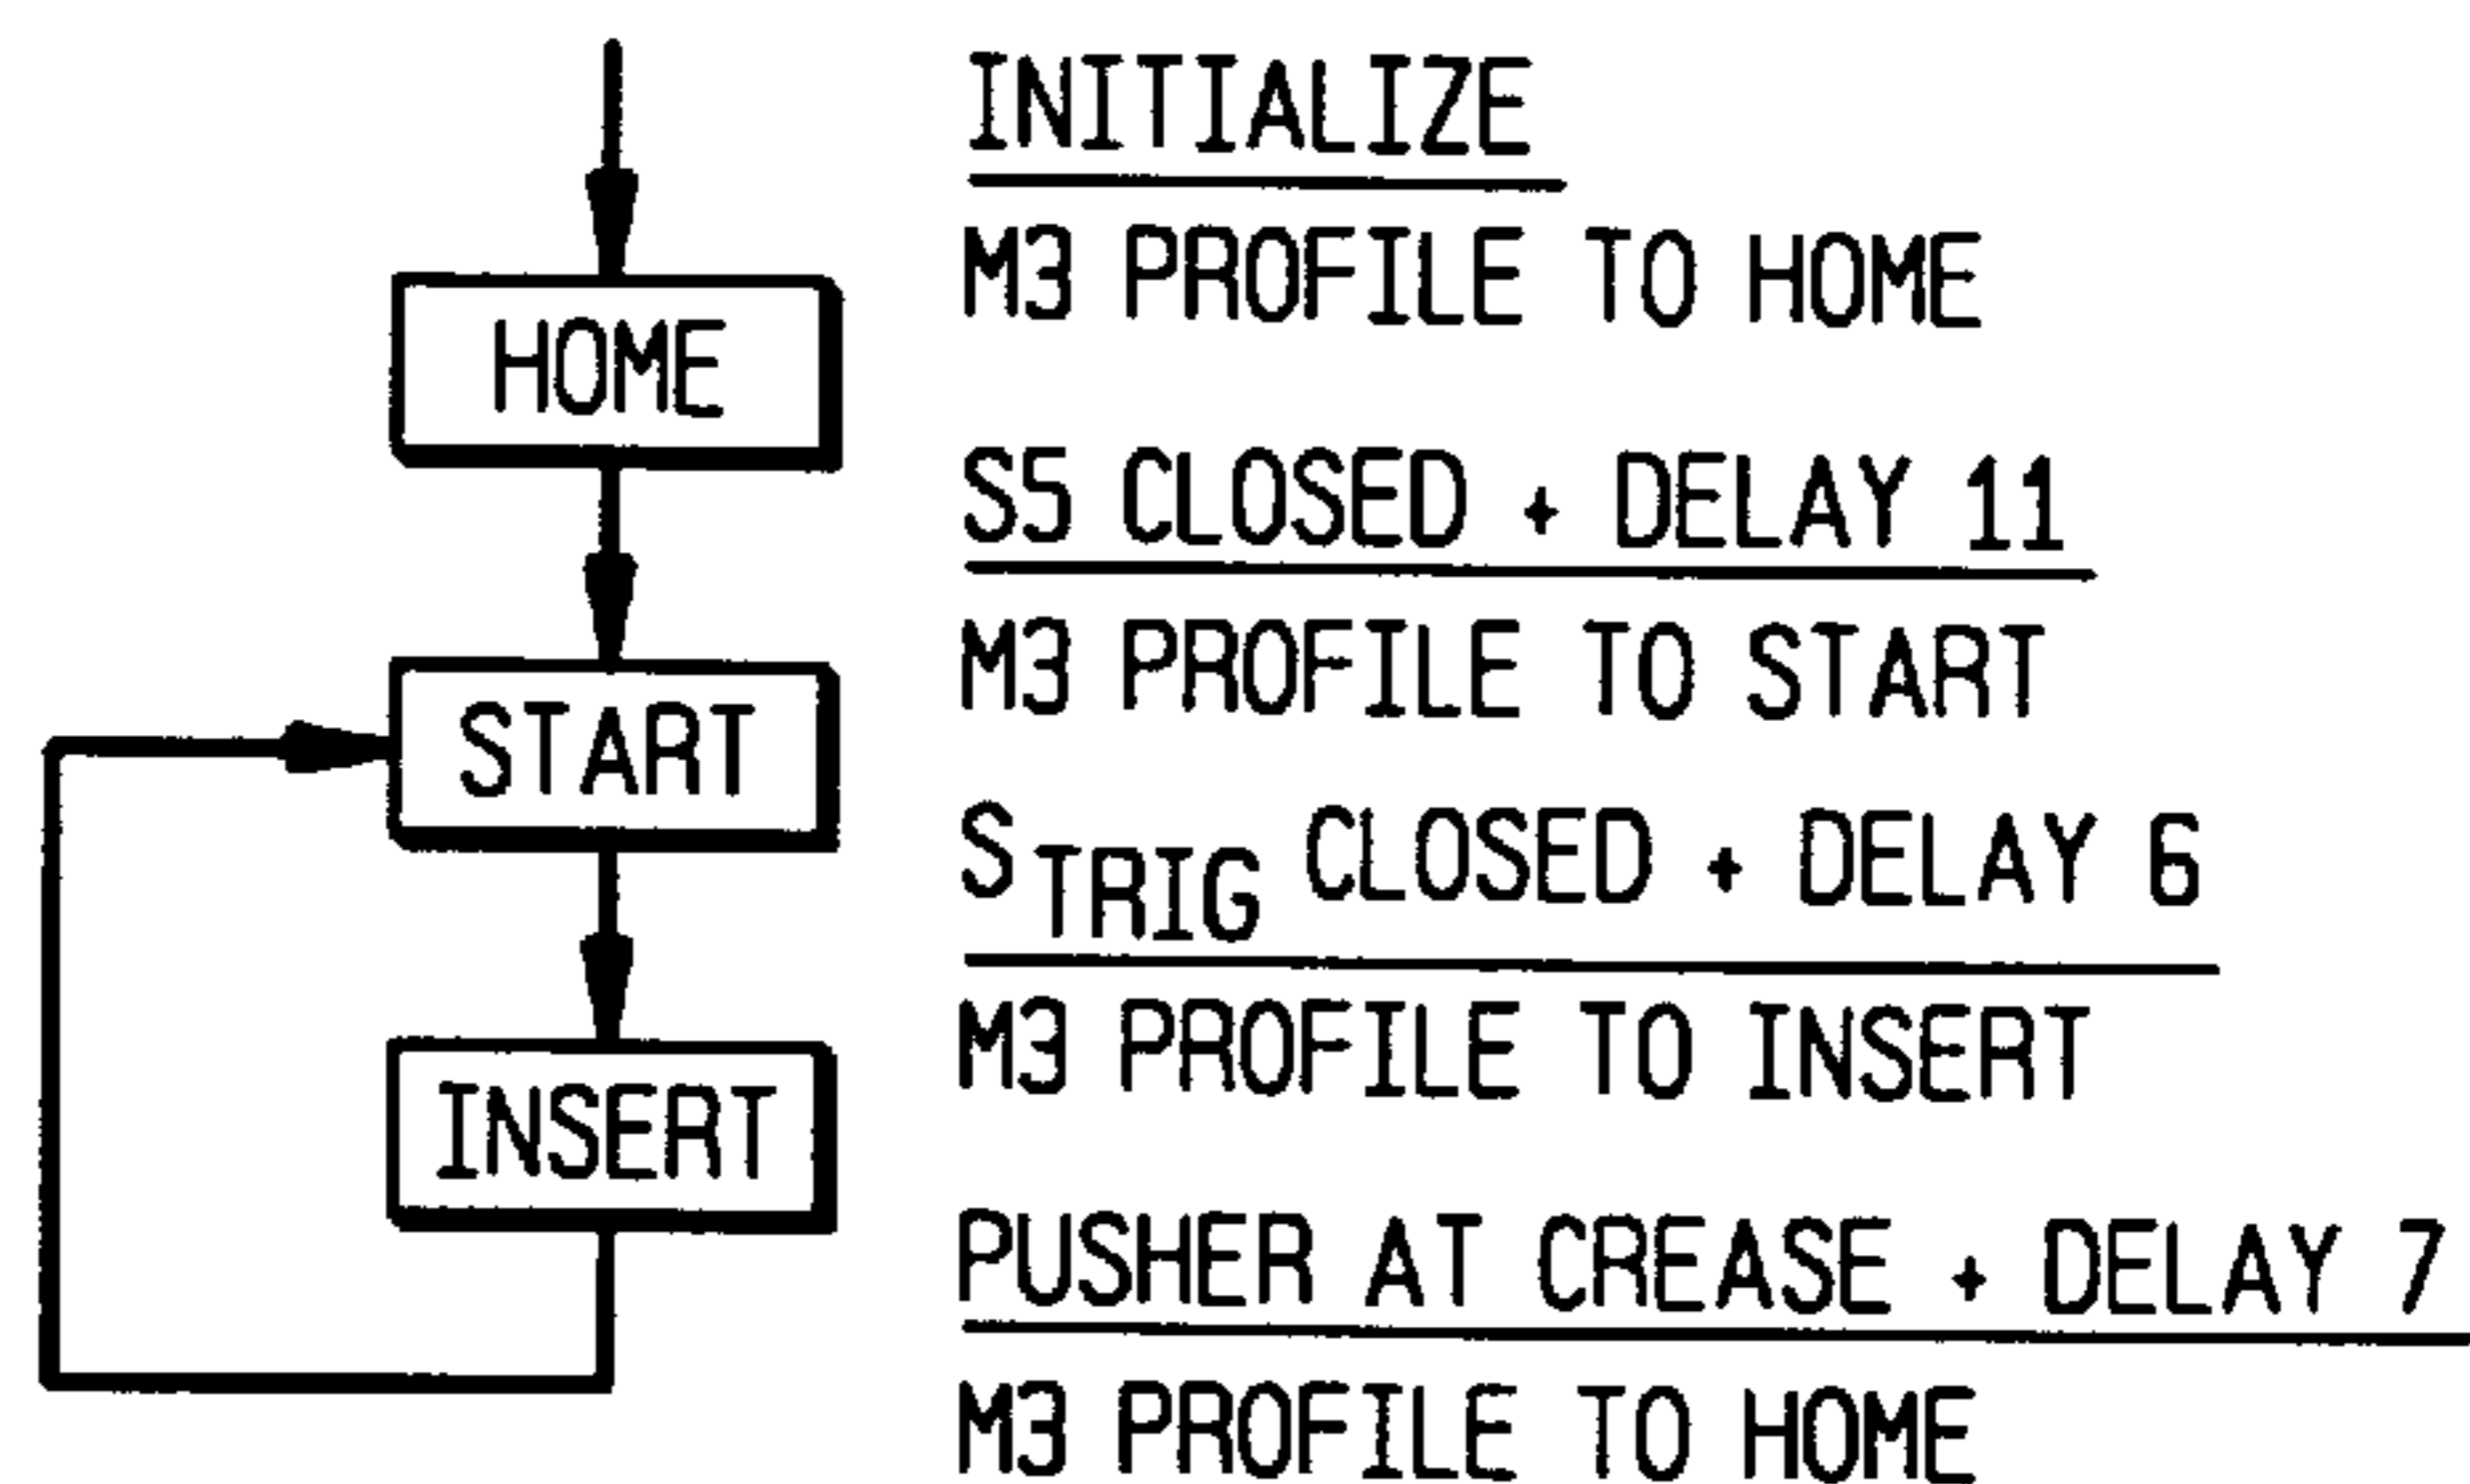 INITIALIZE
M3 PROFILE TO HOME
HOME
S5 CLOSED + DELAY 11
M3 PROFILE TO START
START
STRIG CLOSED + DELAY 6
M3 PROFILE TO INSERT
INSERT
PUSHER AT CREASE + DELAY 7
M3 PROFILE TO HOME